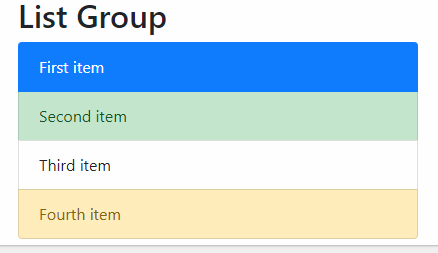 List Group
First item
Second item
Third item
Fourth item